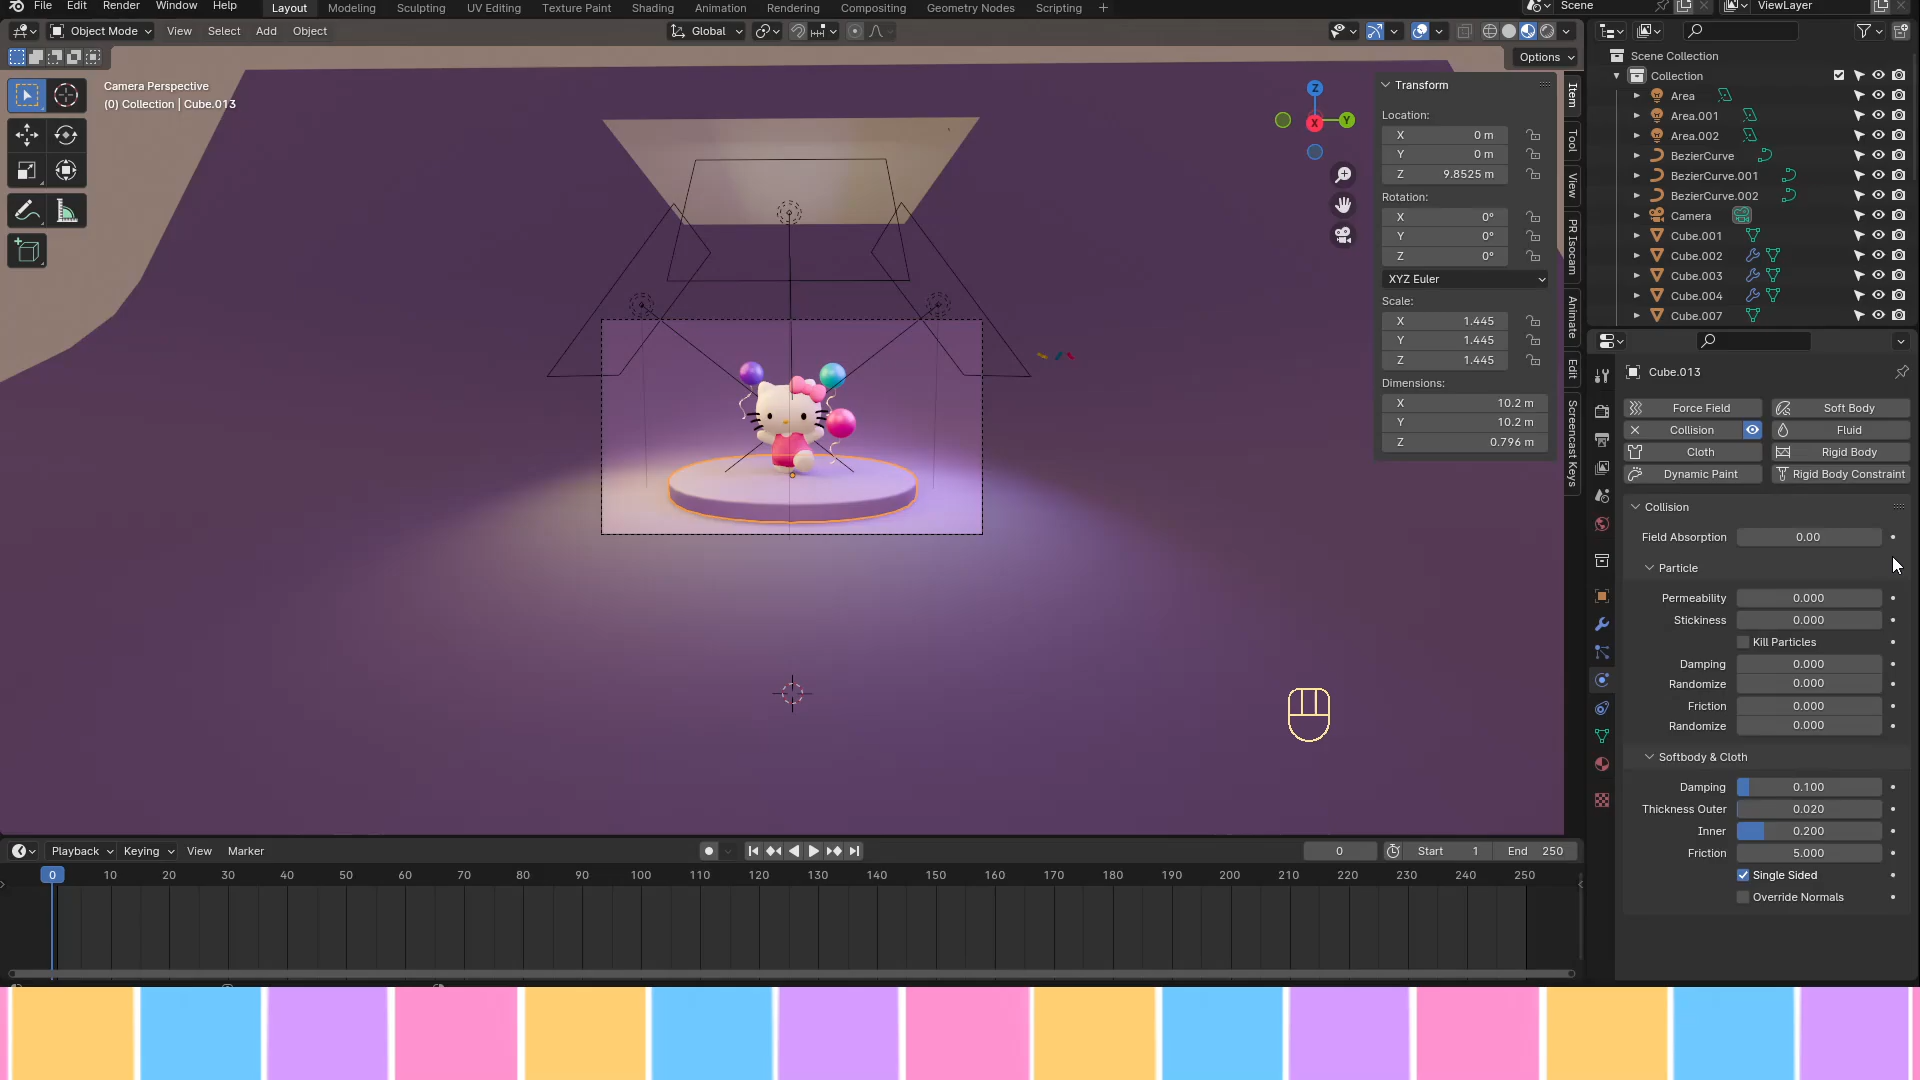 File Edit Render Window Help Layout Modeling Sculpting UV Editing Texture Paint Shading Animation Rendering Compositing Geometry Nodes Scripting + Scene ViewLayer
Object Mode View Select Add Object Global
Options
Camera Perspective
(0) Collection | Cube.013
Z
Y
X
Transform
Location:
X 0 m
Y 0 m
Z 9.8525 m
Rotation:
X 0°
Y 0°
Z 0°
XYZ Euler
Scale:
X 1.445
Y 1.445
Z 1.445
Dimensions:
X 10.2 m
Y 10.2 m
Z 0.796 m
Item
Tool
View
PR Isocam
Animate
Edit
Screencast Keys
Scene Collection
Collection
Area
Area.001
Area.002
BezierCurve
BezierCurve.001
BezierCurve.002
Camera
Cube.001
Cube.002
Cube.003
Cube.004
Cube.007
Cube.013
Force Field Soft Body
Collision Fluid
Cloth Rigid Body
Dynamic Paint Rigid Body Constraint
Collision
Field Absorption 0.00
Particle
Permeability 0.000
Stickiness 0.000
Kill Particles
Damping 0.000
Randomize 0.000
Friction 0.000
Randomize 0.000
Softbody & Cloth
Damping 0.100
Thickness Outer 0.020
Inner 0.200
Friction 5.000
Single Sided
Override Normals
Playback Keying View Marker 0 Start 1 End 250
0 10 20 30 40 50 60 70 80 90 100 110 120 130 140 150 160 170 180 190 200 210 220 230 240 250